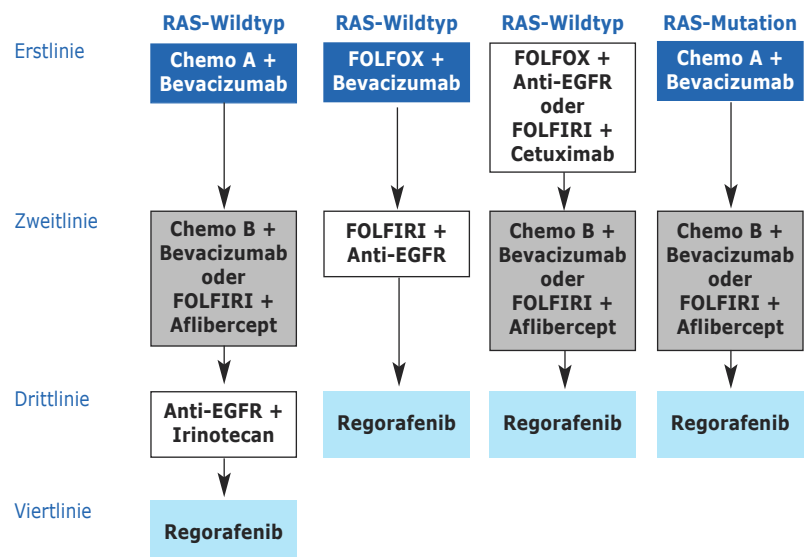 RAS-Wildtyp
RAS-Wildtyp
RAS-Wildtyp
RAS-Mutation
Erstlinie
Chemo A +
Bevacizumab
FOLFOX +
Bevacizumab
FOLFOX +
Anti-EGFR
oder
FOLFIRI +
Cetuximab
Chemo A +
Bevacizumab
Zweitlinie
Chemo B +
Bevacizumab
oder
FOLFIRI +
Aflibercept
FOLFIRI +
Anti-EGFR
Chemo B +
Bevacizumab
oder
FOLFIRI +
Aflibercept
Chemo B +
Bevacizumab
oder
FOLFIRI +
Aflibercept
Drittlinie
Anti-EGFR +
Irinotecan
Regorafenib
Regorafenib
Regorafenib
Viertlinie
Regorafenib